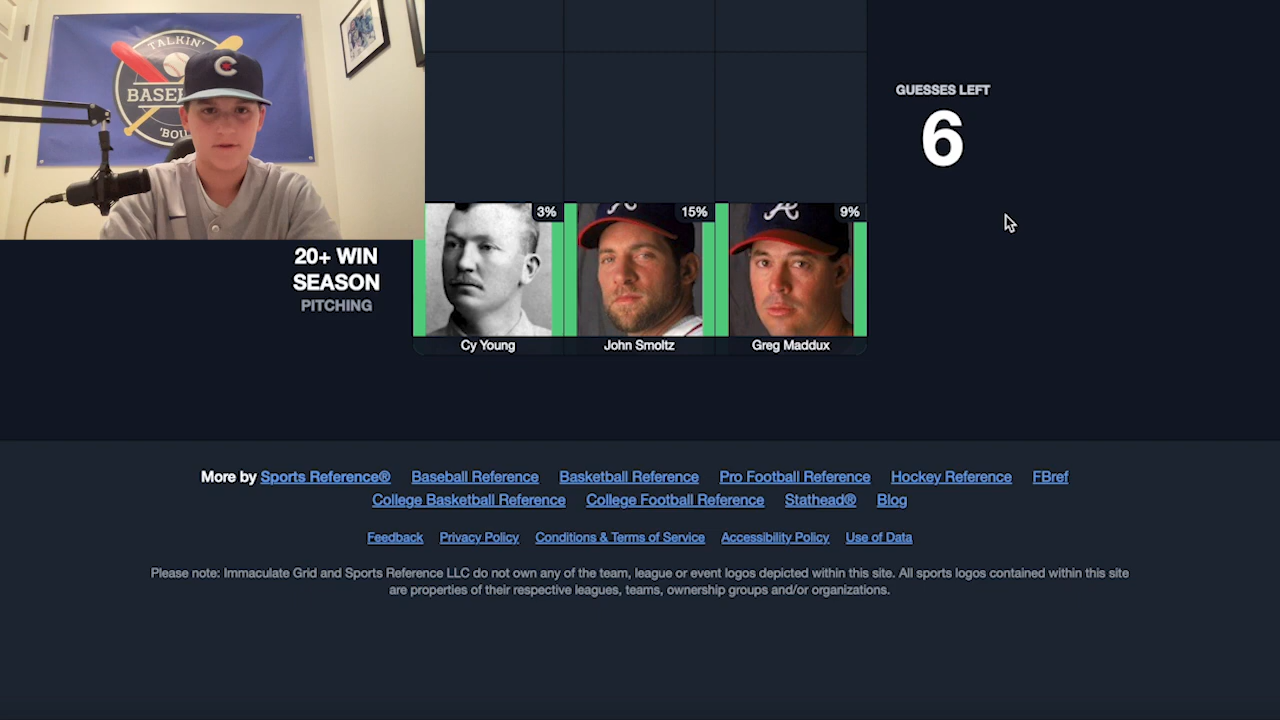 TALKIN'
BASEB
'BOU
C
GUESSES LEFT
6
3%
15%
9%
20+ WIN
SEASON
PITCHING
Cy Young
John Smoltz
Greg Maddux
More by Sports Reference® Baseball Reference Basketball Reference Pro Football Reference Hockey Reference FBref
College Basketball Reference College Football Reference Stathead® Blog
Feedback Privacy Policy Conditions & Terms of Service Accessibility Policy Use of Data
Please note: Immaculate Grid and Sports Reference LLC do not own any of the team, league or event logos depicted within this site. All sports logos contained within this site
are properties of their respective leagues, teams, ownership groups and/or organizations.